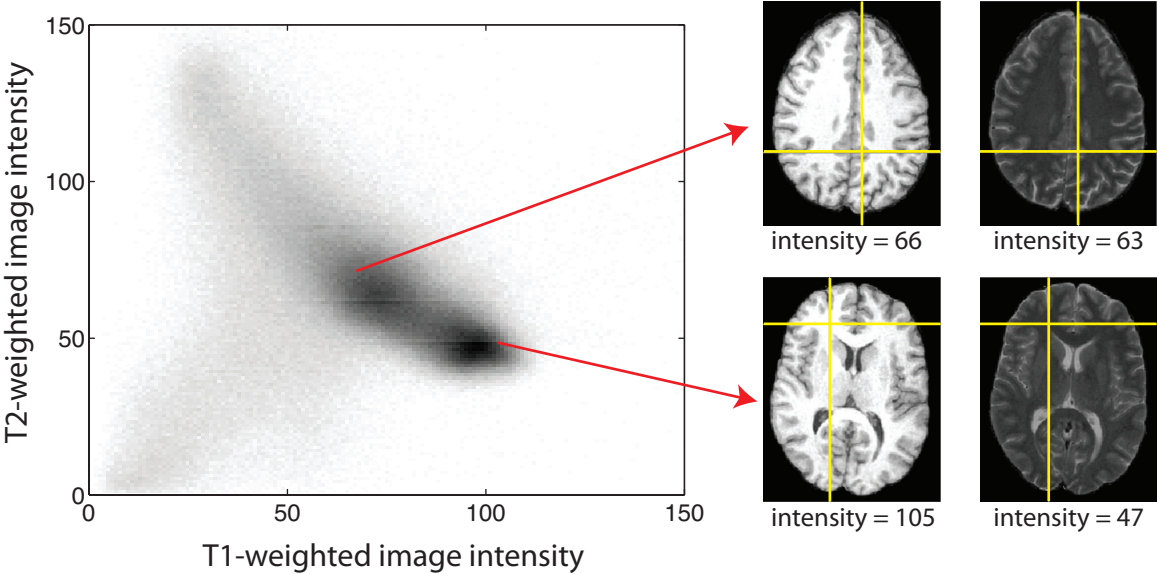 150
100
50
0
0
50
100
150
T2-weighted image intensity
T1-weighted image intensity
intensity = 66
intensity = 63
intensity = 105
intensity = 47